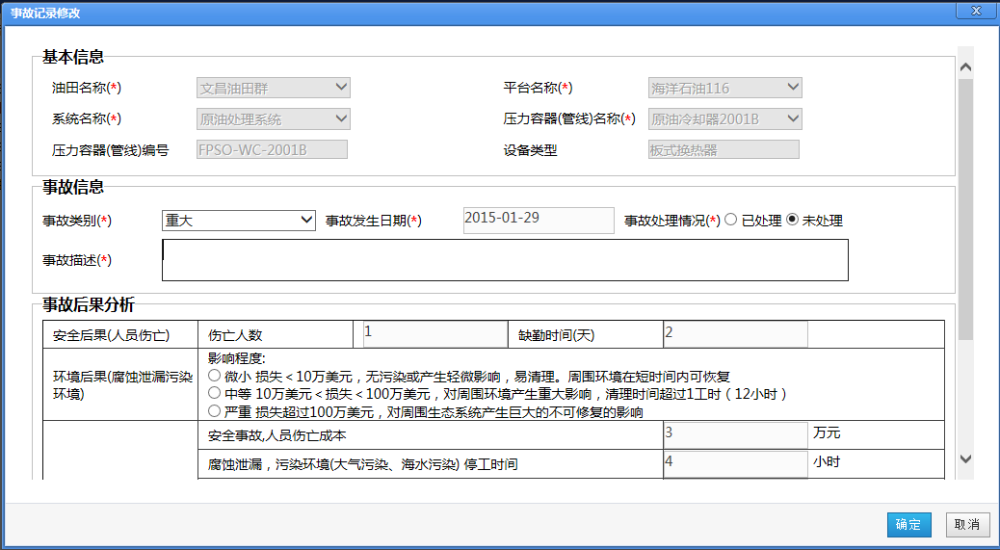 事故记录修改
基本信息
油田名称(*) 文昌油田群 平台名称(*) 海洋石油116
系统名称(*) 原油处理系统 压力容器(管线)名称(*) 原油冷却器2001B
压力容器(管线)编号 FPSO-WC-2001B 设备类型 板式换热器
事故信息
事故类别(*) 重大 事故发生日期(*) 2015-01-29 事故处理情况(*) 已处理 未处理
事故描述(*)
事故后果分析
安全后果(人员伤亡) 伤亡人数 1 缺勤时间(天) 2
环境后果(腐蚀泄漏污染环境)
影响程度:
微小 损失＜10万美元，无污染或产生轻微影响，易清理。周围环境在短时间内可恢复
中等 10万美元＜损失＜100万美元，对周围环境产生重大影响，清理时间超过1工时（12小时）
严重 损失超过100万美元，对周围生态系统产生巨大的不可修复的影响
安全事故,人员伤亡成本 3 万元
腐蚀泄漏，污染环境(大气污染、海水污染) 停工时间 4 小时
确定 取消